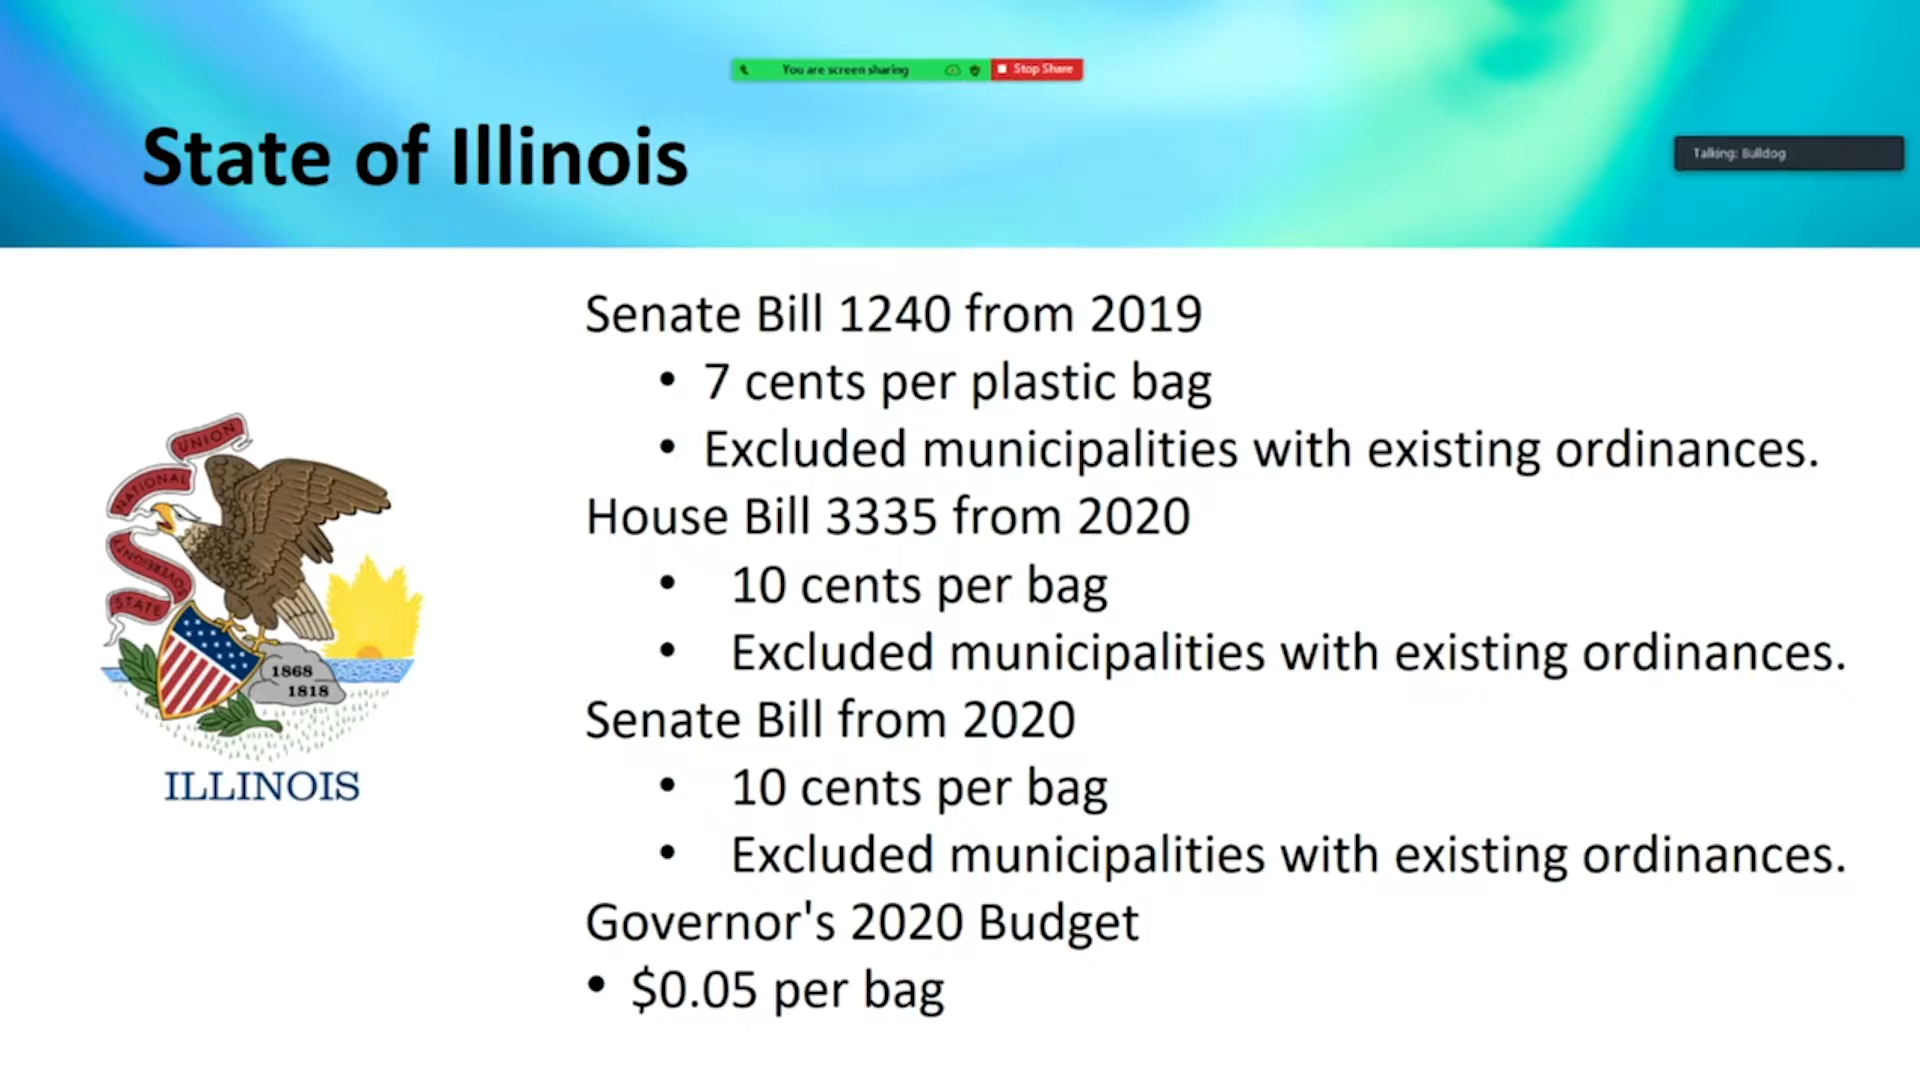 You are screen sharing
Stop Share
State of Illinois
Talking: Bulldog
Senate Bill 1240 from 2019
• 7 cents per plastic bag
• Excluded municipalities with existing ordinances.
House Bill 3335 from 2020
• 10 cents per bag
• Excluded municipalities with existing ordinances.
Senate Bill from 2020
• 10 cents per bag
• Excluded municipalities with existing ordinances.
Governor's 2020 Budget
• $0.05 per bag
UNION
NATIONAL
SOVEREIGNTY
STATE
1868
1818
ILLINOIS